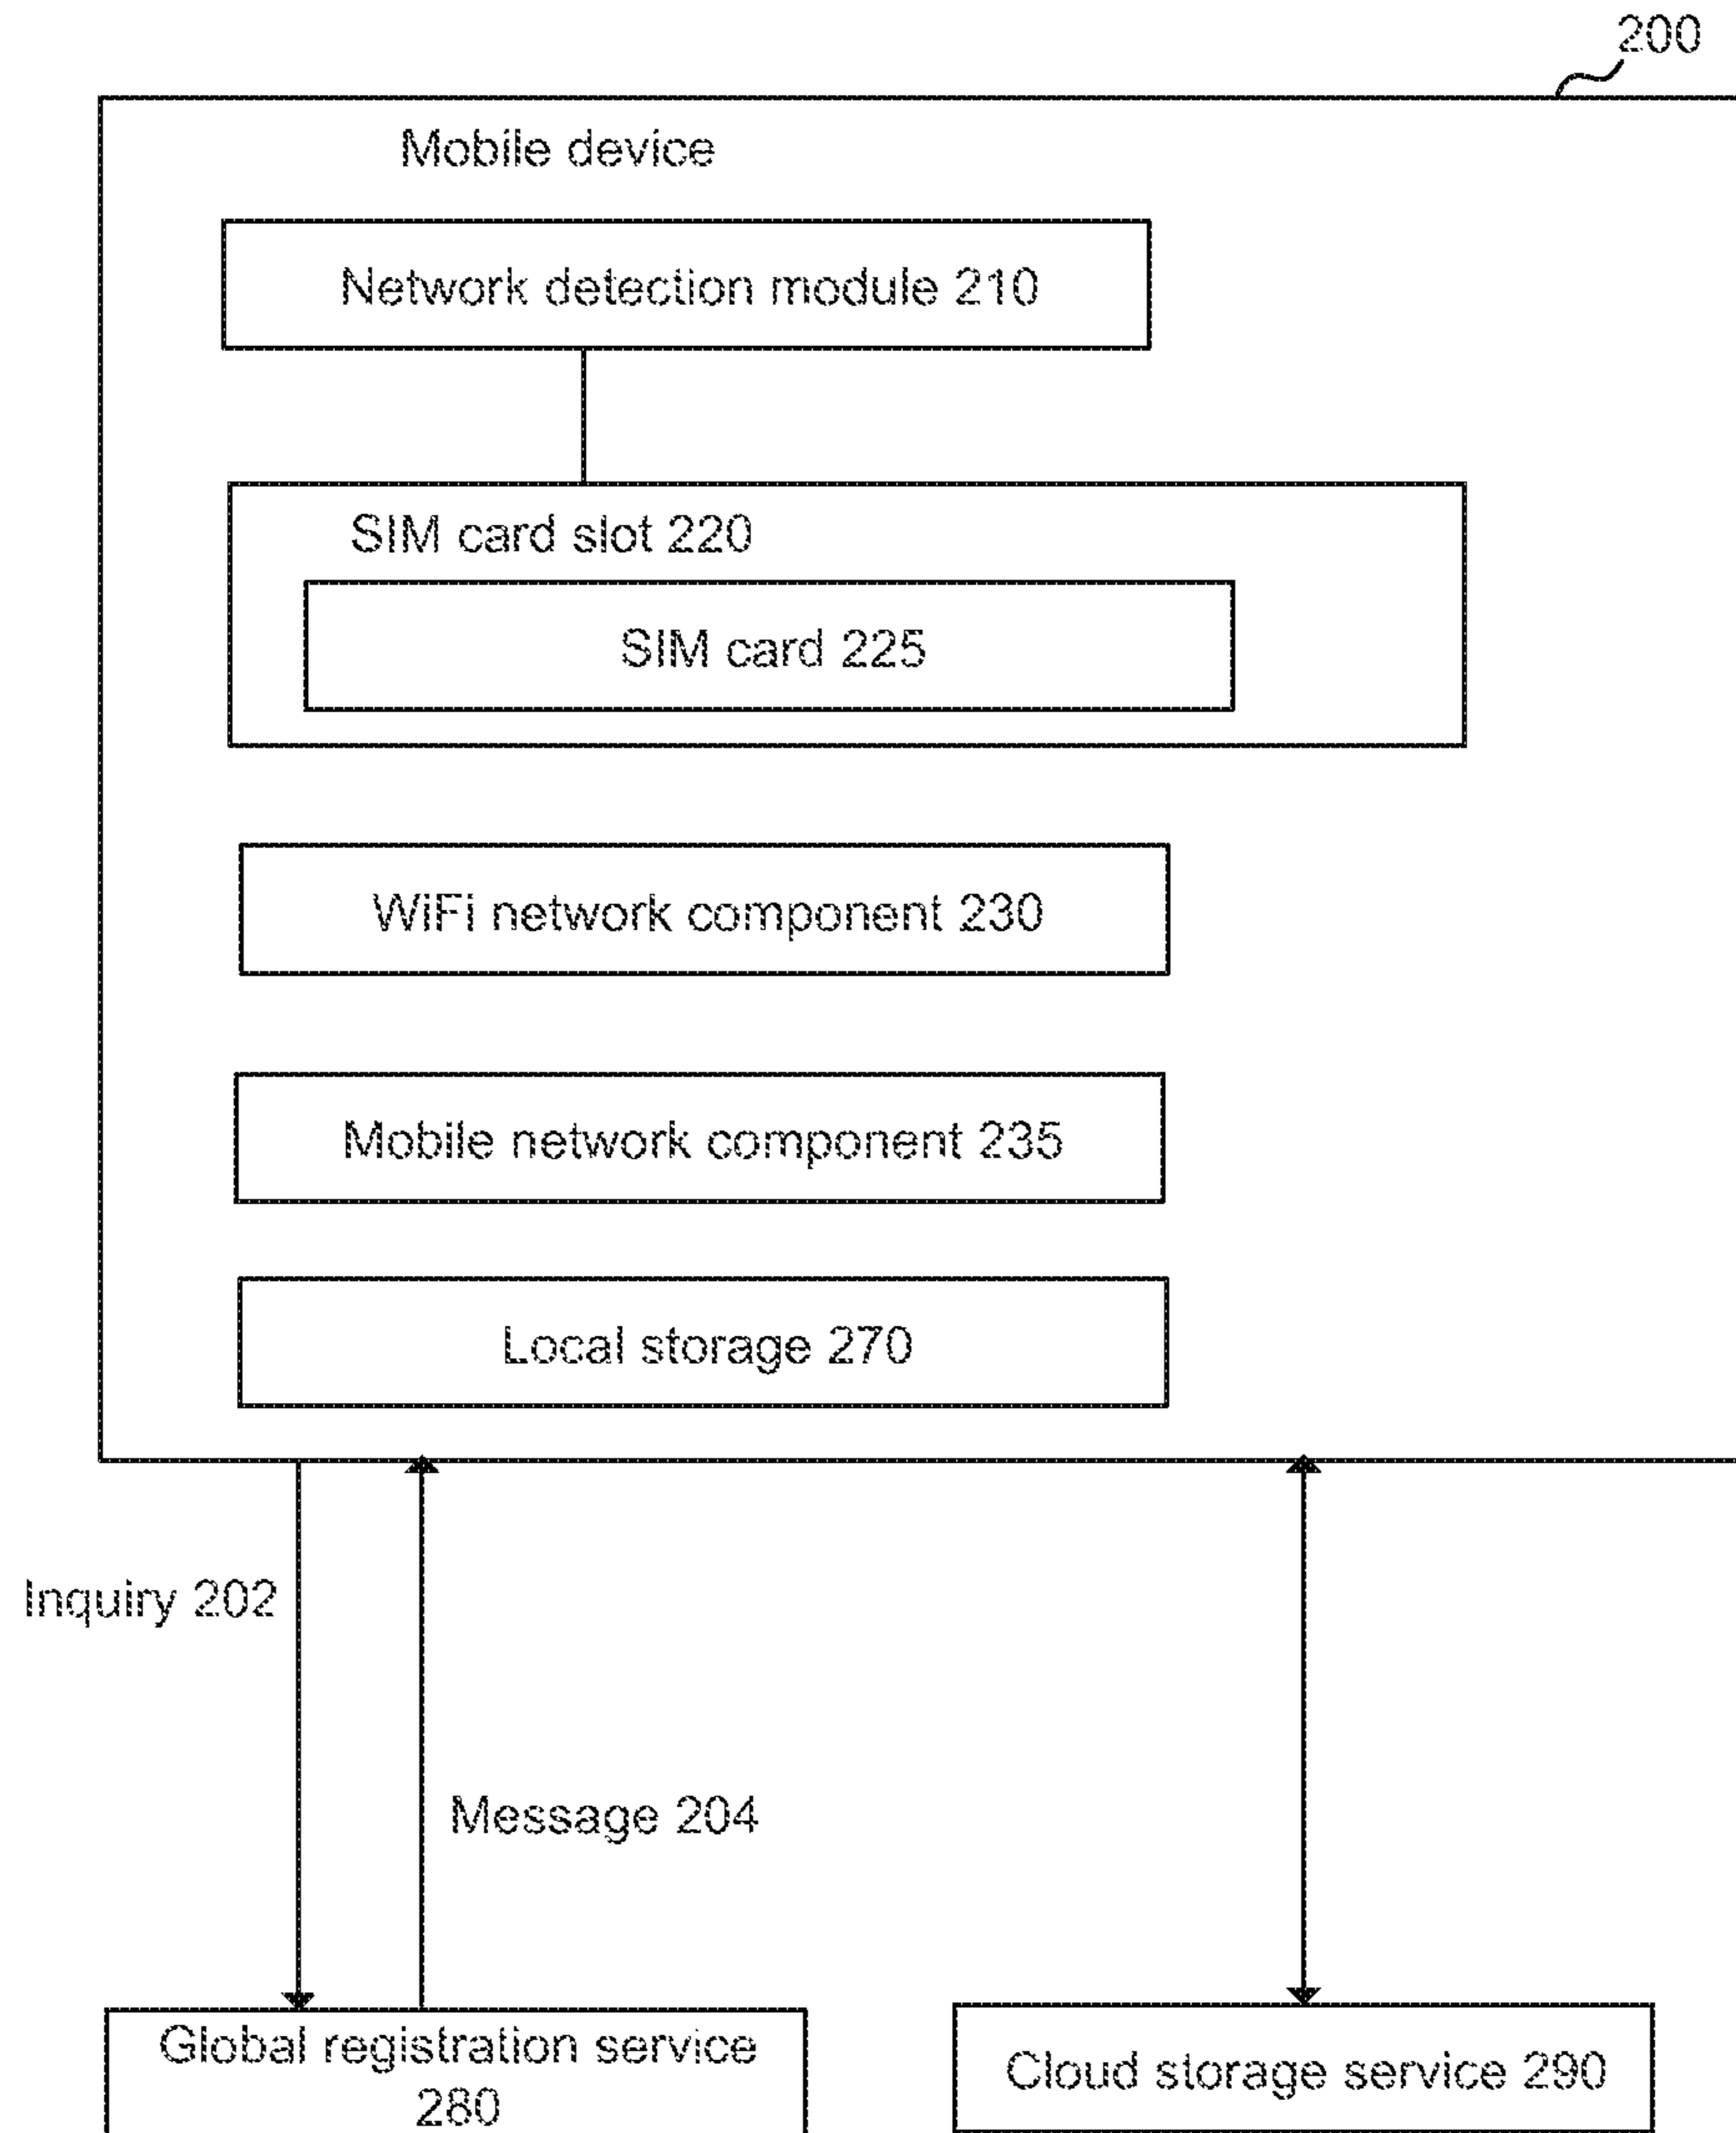 200
Mobile device
Network detection module 210
SIM card slot 220
SIM card 225
WiFi network component 230
Mobile network component 235
Local storage 270
Inquiry 202
Message 204
Global registration service
280
Cloud storage service 290